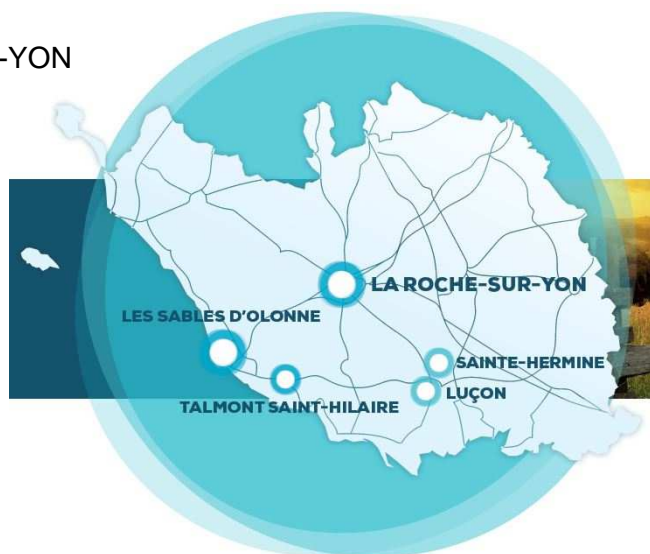 -YON
LA ROCHE-SUR-YON
LES SABLES D'OLONNE
SAINTE-HERMINE
TALMONT SAINT-HILAIRE
LUÇON